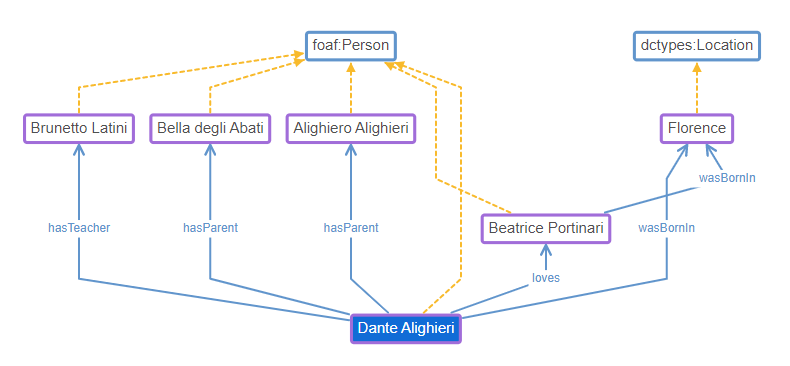 foaf:Person
dctypes:Location
Brunetto Latini
Bella degli Abati
Alighiero Alighieri
Florence
wasBornIn
hasTeacher
hasParent
hasParent
Beatrice Portinari
wasBornIn
loves
Dante Alighieri